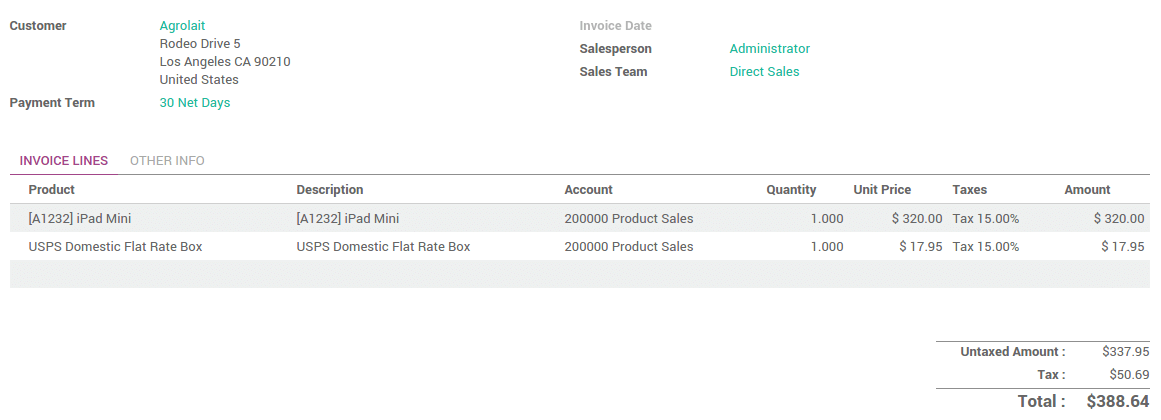 Customer Agrolait Invoice Date
Rodeo Drive 5 Salesperson Administrator
Los Angeles CA 90210 Sales Team Direct Sales
United States
Payment Term 30 Net Days
INVOICE LINES OTHER INFO
Product Description Account Quantity Unit Price Taxes Amount
[A1232] iPad Mini [A1232] iPad Mini 200000 Product Sales 1.000 $ 320.00 Tax 15.00% $ 320.00
USPS Domestic Flat Rate Box USPS Domestic Flat Rate Box 200000 Product Sales 1.000 $ 17.95 Tax 15.00% $ 17.95
Untaxed Amount : $337.95
Tax : $50.69
Total : $388.64